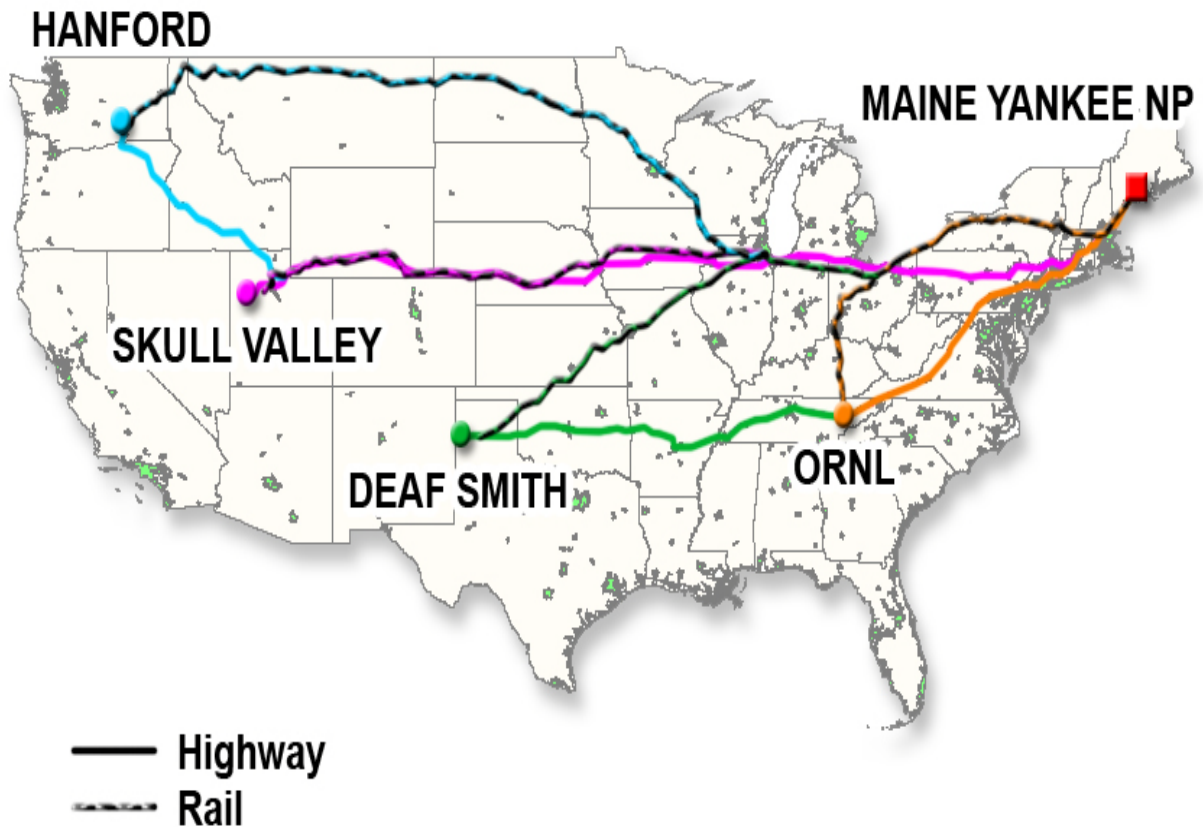 HANFORD
MAINE YANKEE NP
SKULL VALLEY
DEAF SMITH
ORNL
Highway
Rail